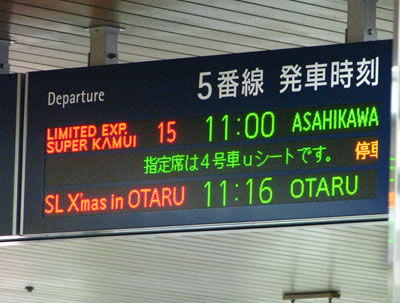 Departure 5番線 発車時刻
LIMITED EXP. SUPER KAMUI 15 11:00 ASAHIKAWA
指定席は4号車uシートです。 停車
SL Xmas in OTARU 11:16 OTARU